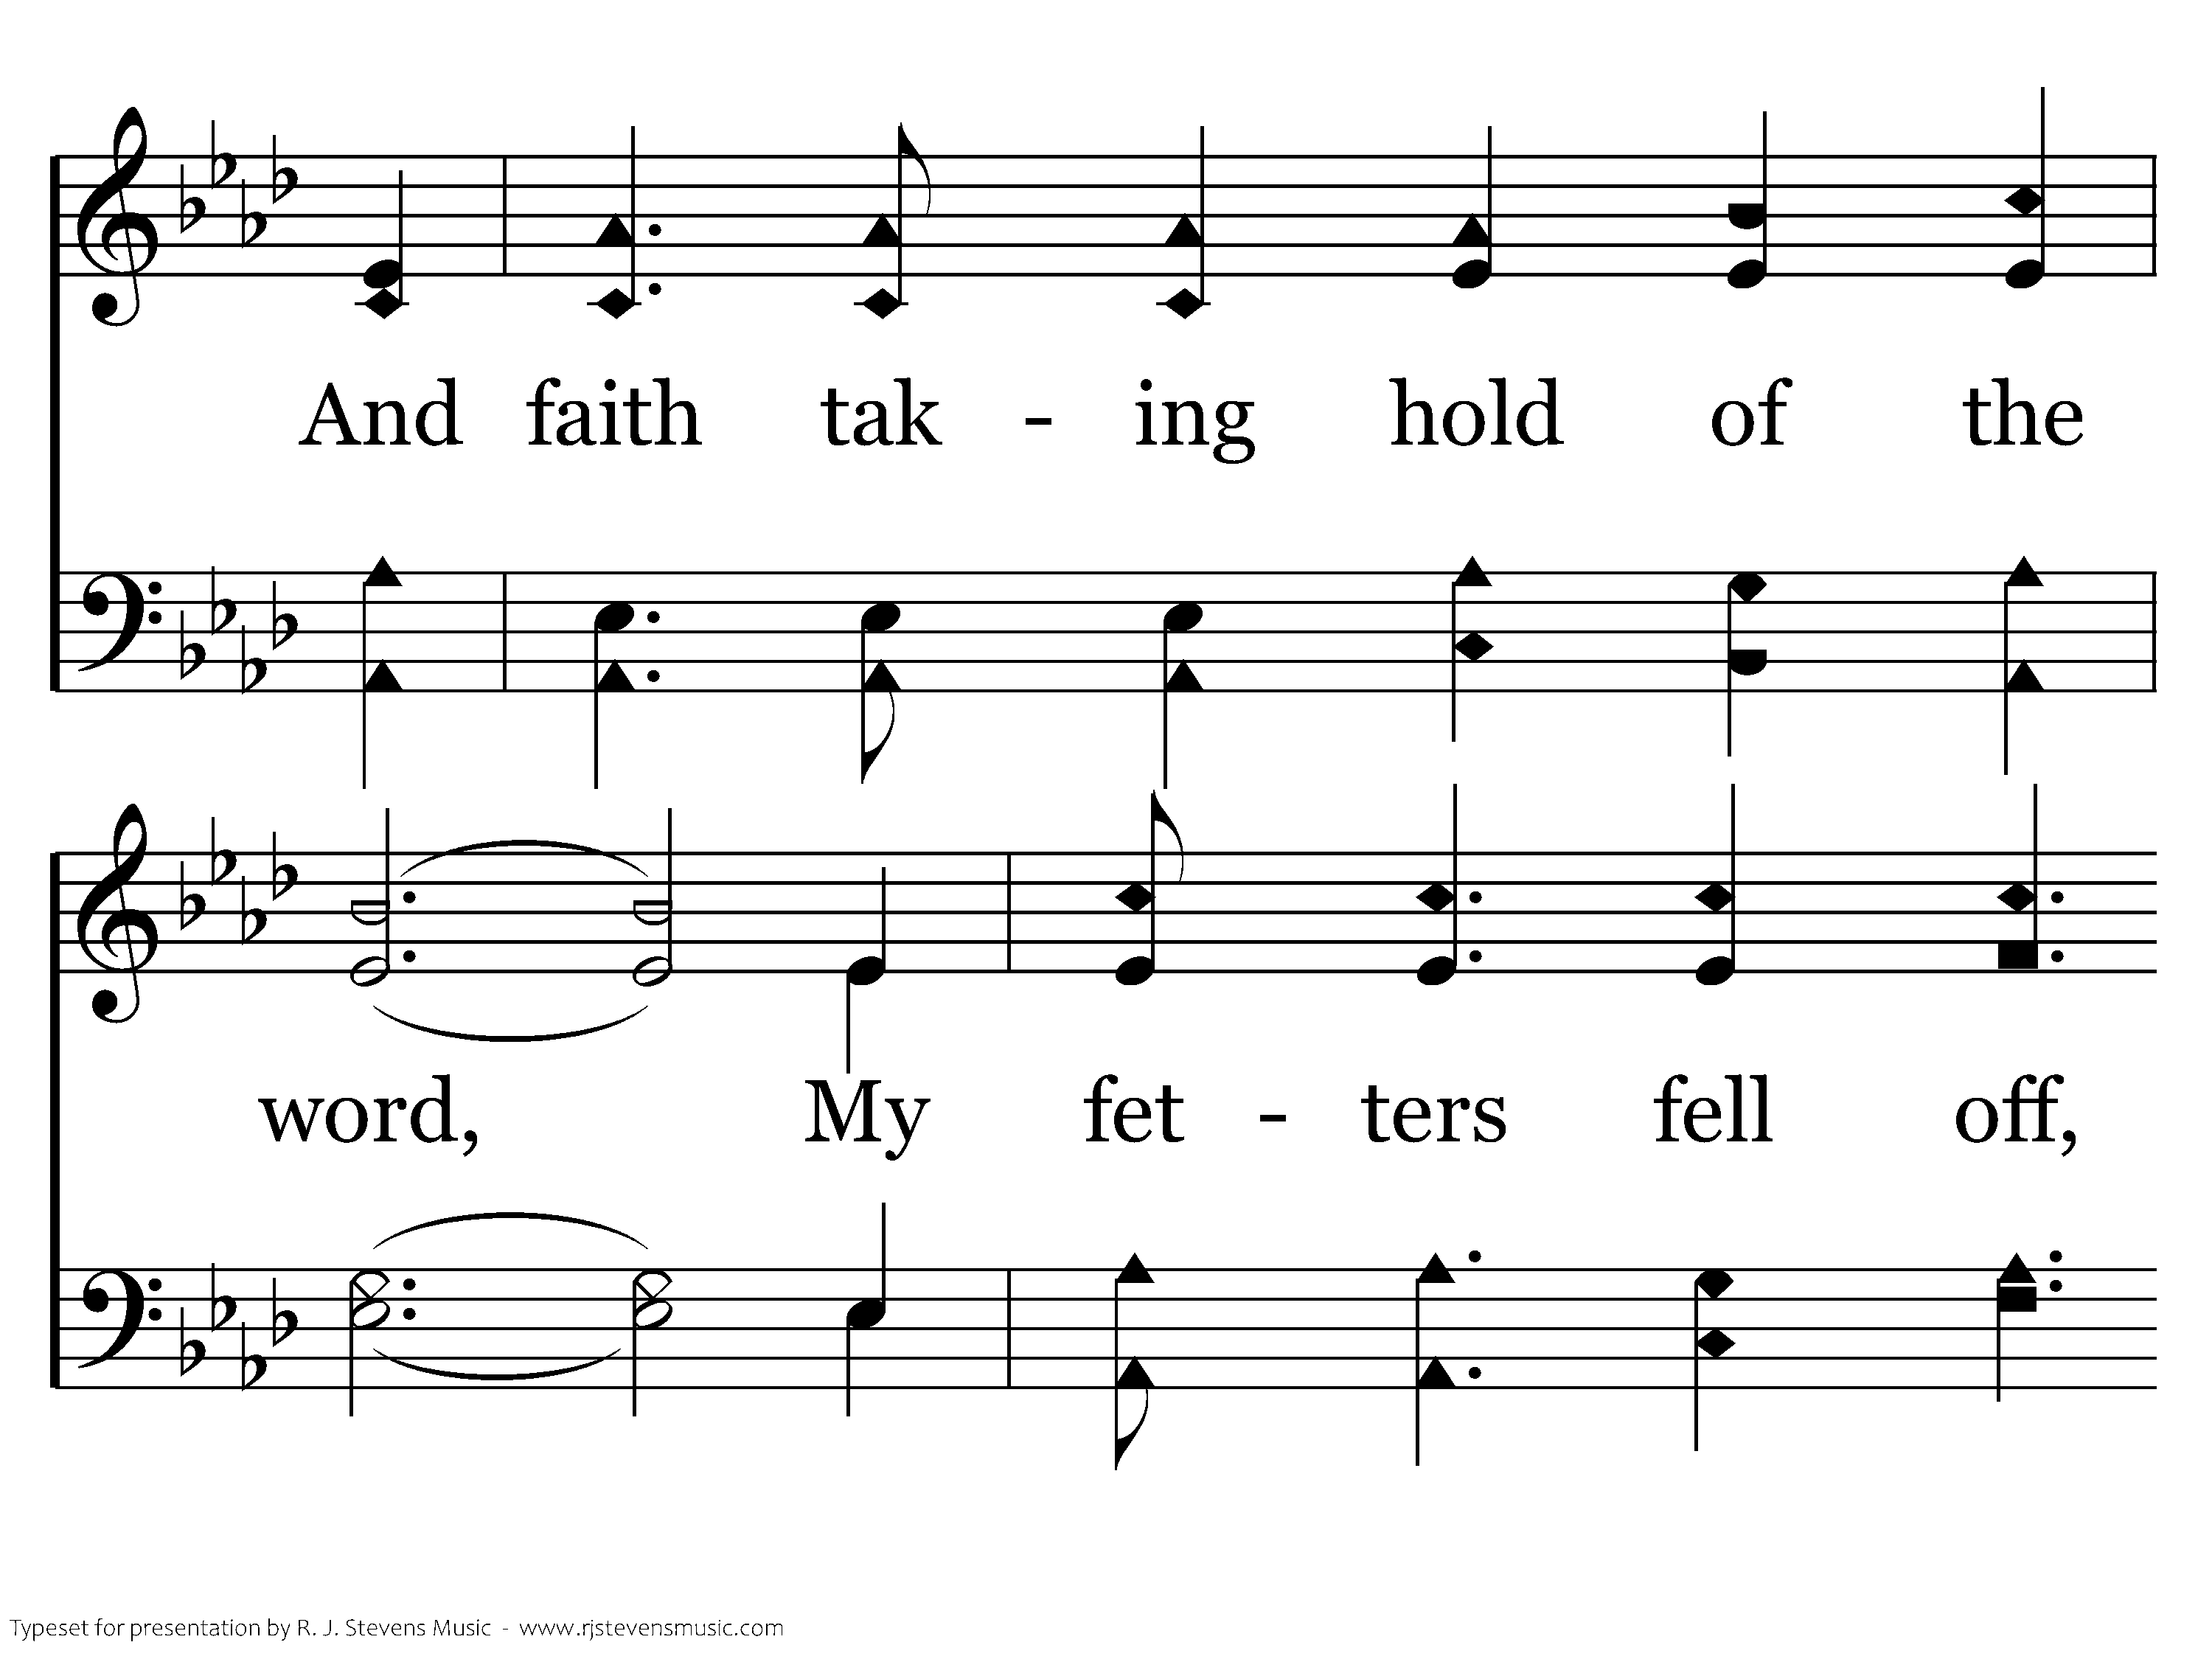 And faith tak - ing hold of the
word, My fet - ters fell off,
Typeset for presentation by R. J. Stevens Music - www.rjstevensmusic.com